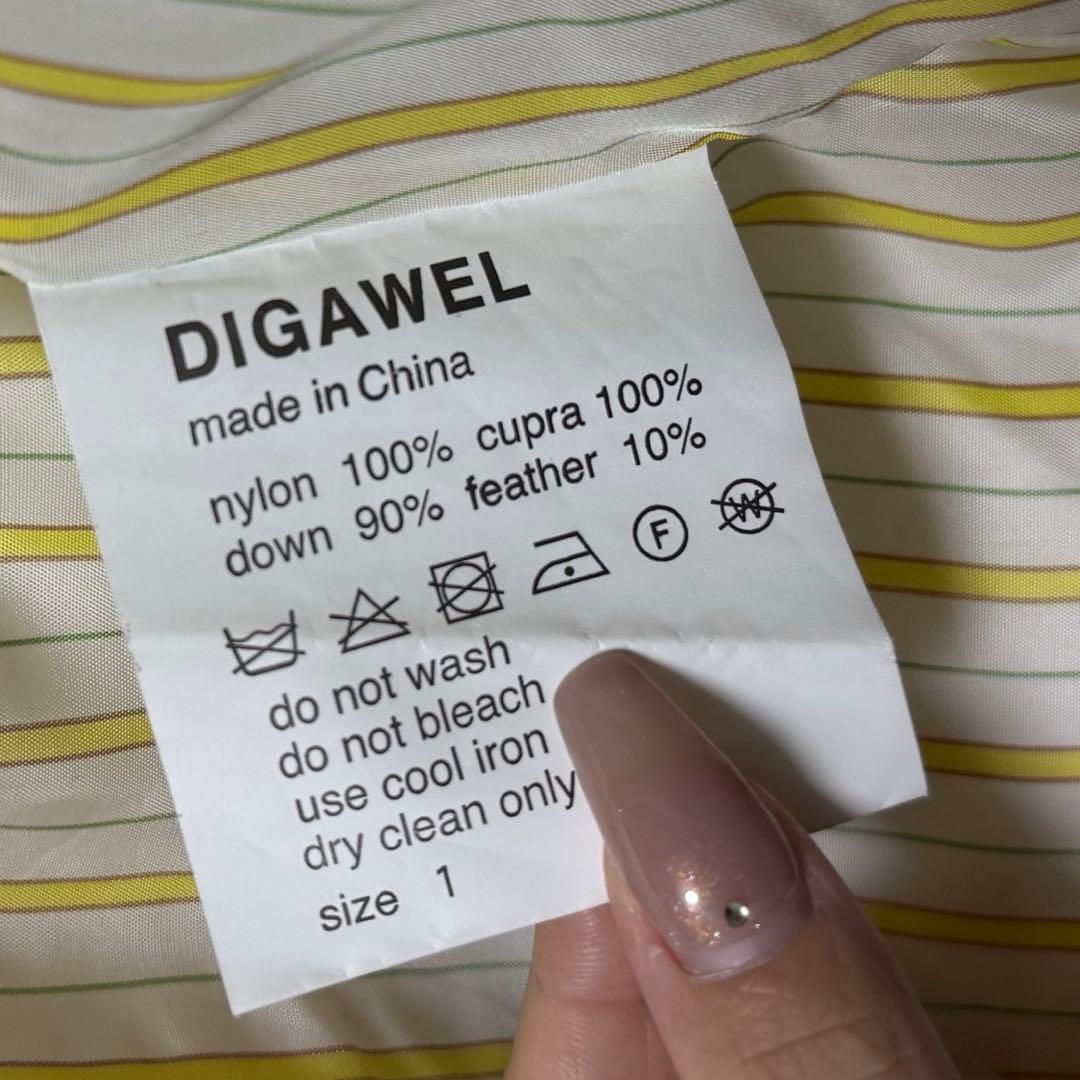 DIGAWEL
made in China
nylon 100% cupra 100%
down 90% feather 10%
F W
do not wash
do not bleach
use cool iron
dry clean only
size 1